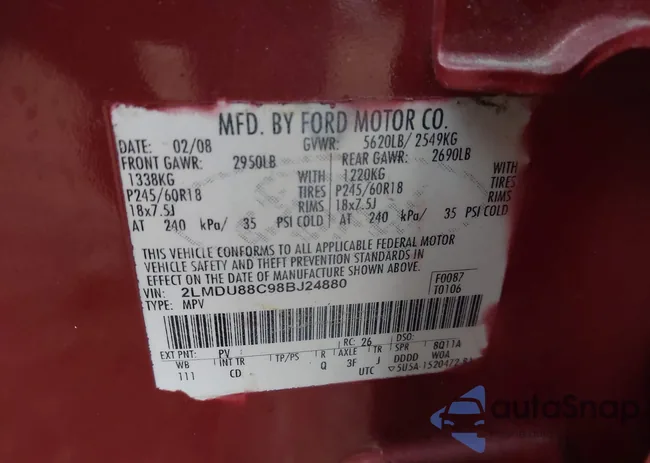 MFD. BY FORD MOTOR CO.
DATE: 02/08 GVWR: 5620LB/ 2549KG
FRONT GAWR: 2950LB REAR GAWR: 2690LB
1338KG WITH 1220KG WITH
P245/60R18 TIRES P245/60R18 TIRES
18x7.5J RIMS 18x7.5J RIMS
AT 240 kPa/ 35 PSI COLD AT 240 kPa/ 35 PSI COLD
THIS VEHICLE CONFORMS TO ALL APPLICABLE FEDERAL MOTOR
VEHICLE SAFETY AND THEFT PREVENTION STANDARDS IN
EFFECT ON THE DATE OF MANUFACTURE SHOWN ABOVE.
VIN: 2LMDU88C98BJ24880 F0087
TYPE: MPV T0106
EXT PNT: PV RC: 26 DSO:
WB INT TR TP/PS R AXLE TR SPR 8Q11A
111 CD Q 3F J DDDD W0A
UTC 5U5A-1520472-
autoSnap